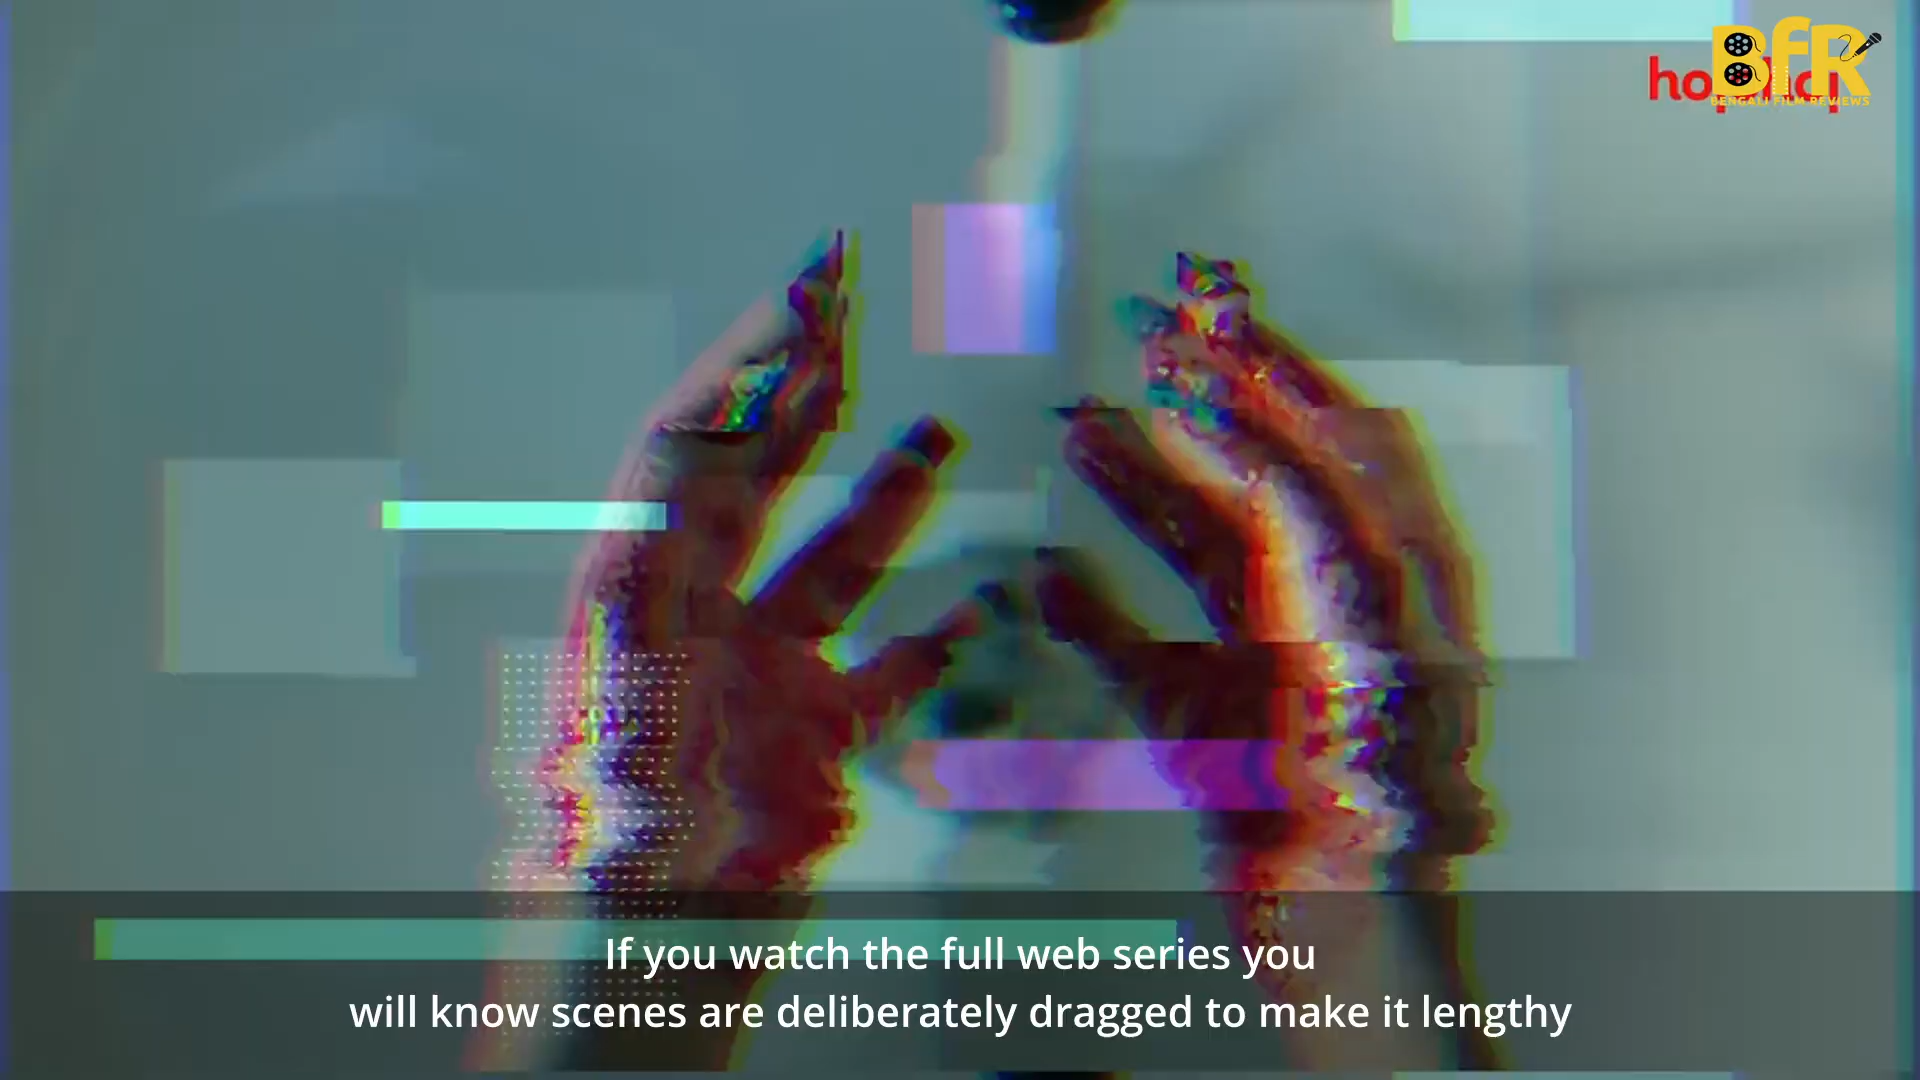 BfR
BENGALI FILM REVIEWS
If you watch the full web series you
will know scenes are deliberately dragged to make it lengthy